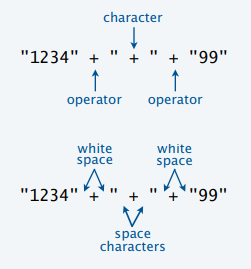 character
"1234" + " + " + "99"
operator operator
white space white space
"1234" + " + " + "99"
space
characters